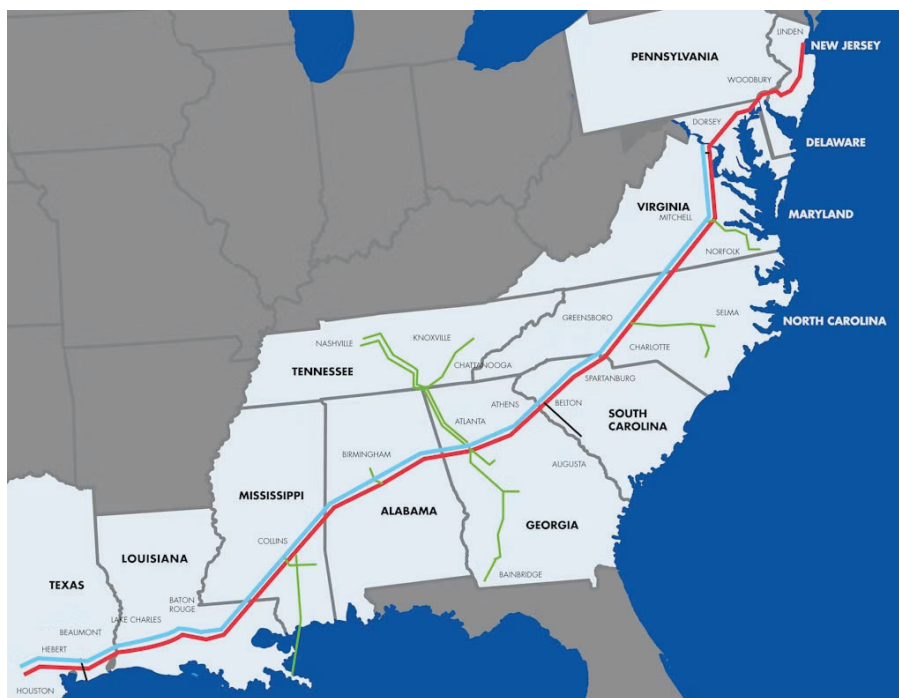 LINDEN
NEW JERSEY
PENNSYLVANIA
WOODBURY
DORSEY
DELAWARE
VIRGINIA
MITCHELL
MARYLAND
NORFOLK
GREENSBORO
SELMA
NORTH CAROLINA
NASHVILLE
KNOXVILLE
CHARLOTTE
TENNESSEE
CHATTANOOGA
SPARTANBURG
ATHENS
BELTON
SOUTH
CAROLINA
ATLANTA
BIRMINGHAM
AUGUSTA
MISSISSIPPI
ALABAMA
GEORGIA
COLLINS
LOUISIANA
BAINBRIDGE
TEXAS
BATON
ROUGE
LAKE CHARLES
BEAUMONT
HEBERT
HOUSTON